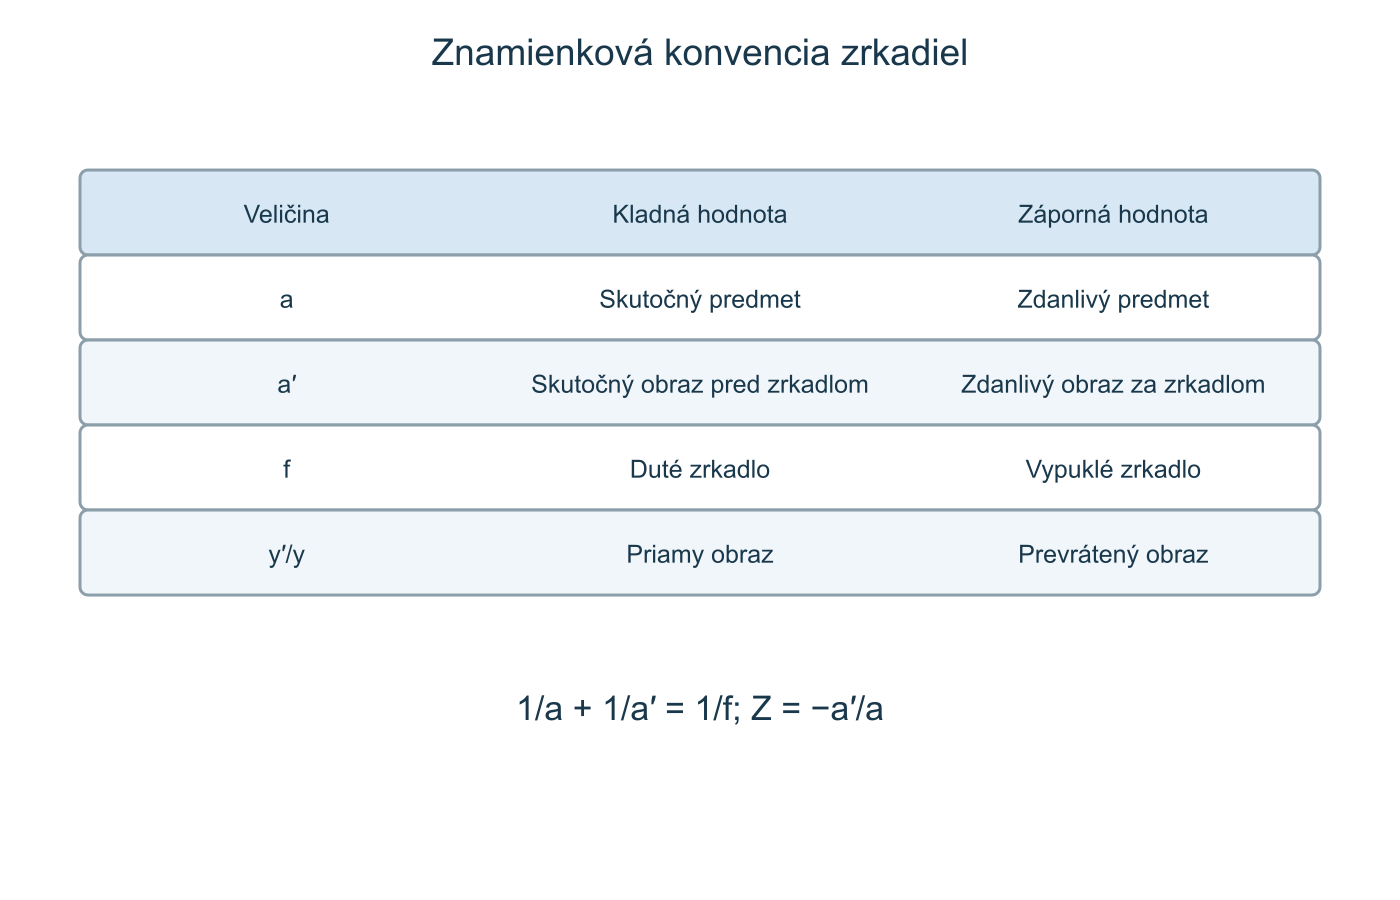 Znamienková konvencia zrkadiel
Veličina Kladná hodnota Záporná hodnota
a Skutočný predmet Zdanlivý predmet
a′ Skutočný obraz pred zrkadlom Zdanlivý obraz za zrkadlom
f Duté zrkadlo Vypuklé zrkadlo
y′/y Priamy obraz Prevrátený obraz
1/a + 1/a′ = 1/f; Z = −a′/a